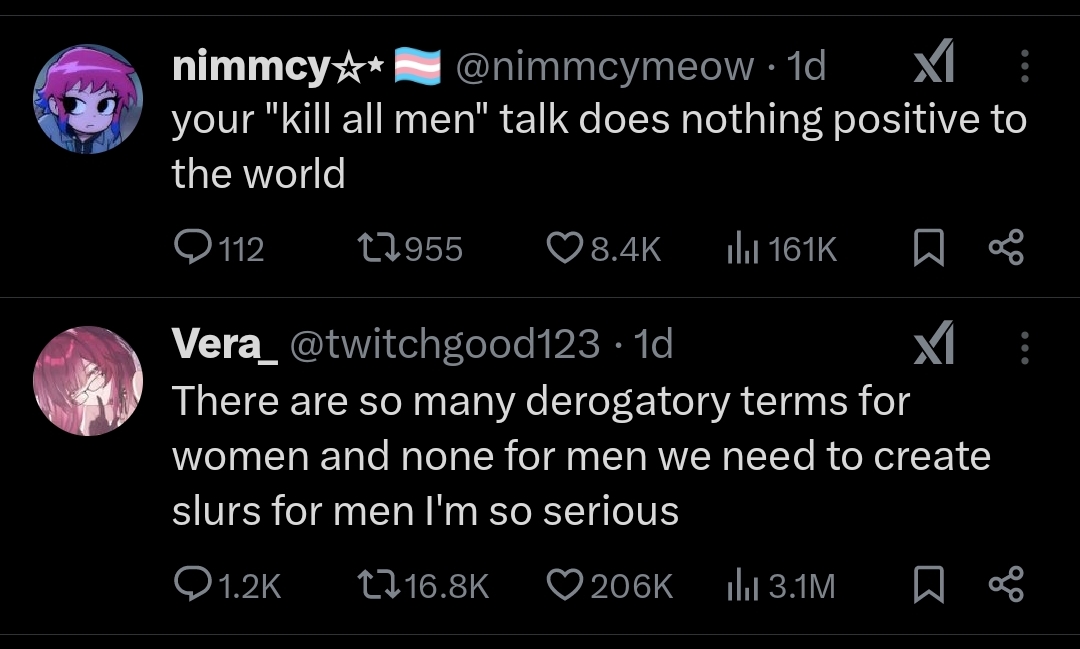 nimmcy☆⋆ 🏳️‍⚧️ @nimmcymeow · 1d
your "kill all men" talk does nothing positive to
the world
112 955 8.4K 161K
Vera_ @twitchgood123 · 1d
There are so many derogatory terms for
women and none for men we need to create
slurs for men I'm so serious
1.2K 16.8K 206K 3.1M